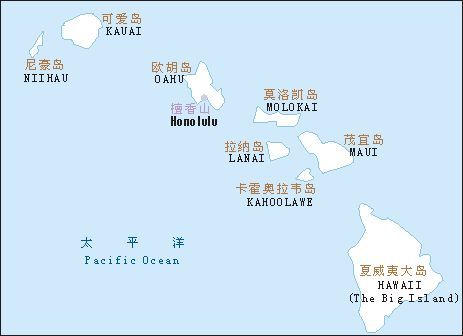 可爱岛
KAUAI
尼豪岛
NIIHAU
欧胡岛
OAHU
檀香山
Honolulu
莫洛凯岛
MOLOKAI
拉纳岛
LANAI
茂宜岛
MAUI
卡霍奥拉韦岛
KAHOOLAWE
太 平 洋
Pacific Ocean
夏威夷大岛
HAWAII
(The Big Island)